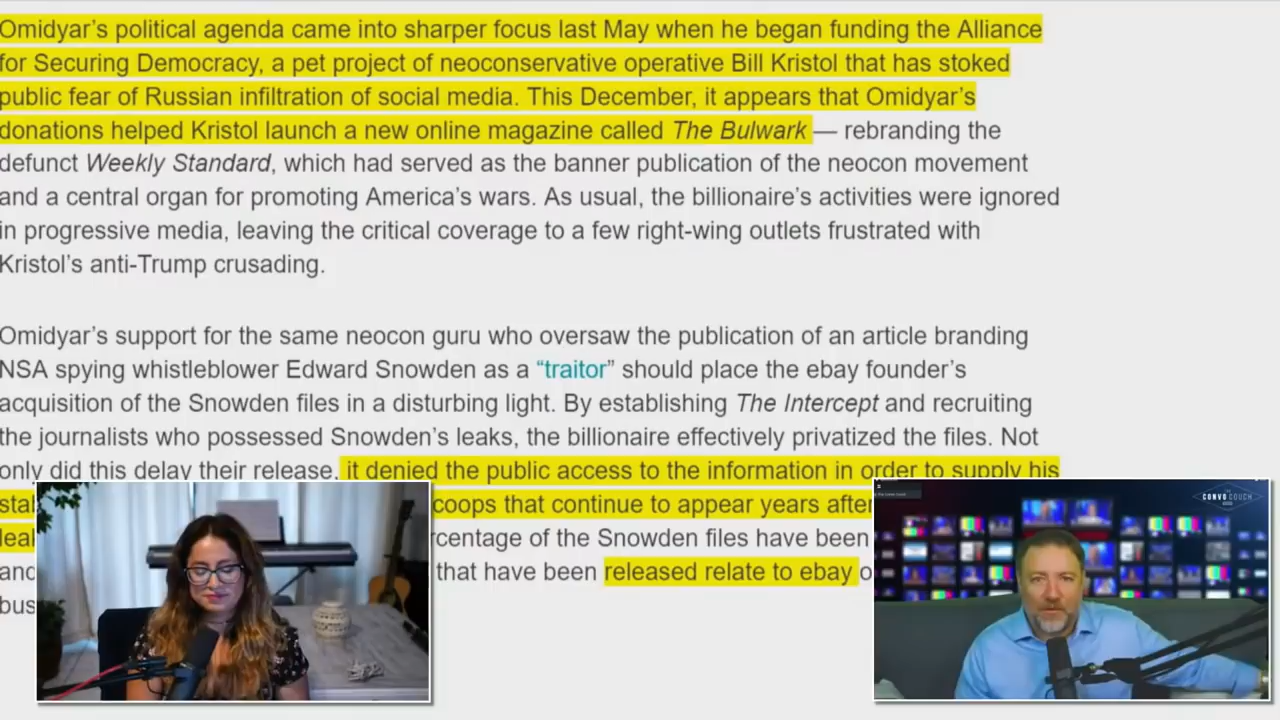 Omidyar’s political agenda came into sharper focus last May when he began funding the Alliance
for Securing Democracy, a pet project of neoconservative operative Bill Kristol that has stoked
public fear of Russian infiltration of social media. This December, it appears that Omidyar’s
donations helped Kristol launch a new online magazine called The Bulwark — rebranding the
defunct Weekly Standard, which had served as the banner publication of the neocon movement
and a central organ for promoting America’s wars. As usual, the billionaire’s activities were ignored
in progressive media, leaving the critical coverage to a few right-wing outlets frustrated with
Kristol’s anti-Trump crusading.
Omidyar’s support for the same neocon guru who oversaw the publication of an article branding
NSA spying whistleblower Edward Snowden as a “traitor” should place the ebay founder’s
acquisition of the Snowden files in a disturbing light. By establishing The Intercept and recruiting
the journalists who possessed Snowden’s leaks, the billionaire effectively privatized the files. Not
only did this delay their release, it denied the public access to the information in order to supply his
coops that continue to appear years after
rcentage of the Snowden files have been
that have been released relate to ebay
THE
CONVO COUCH